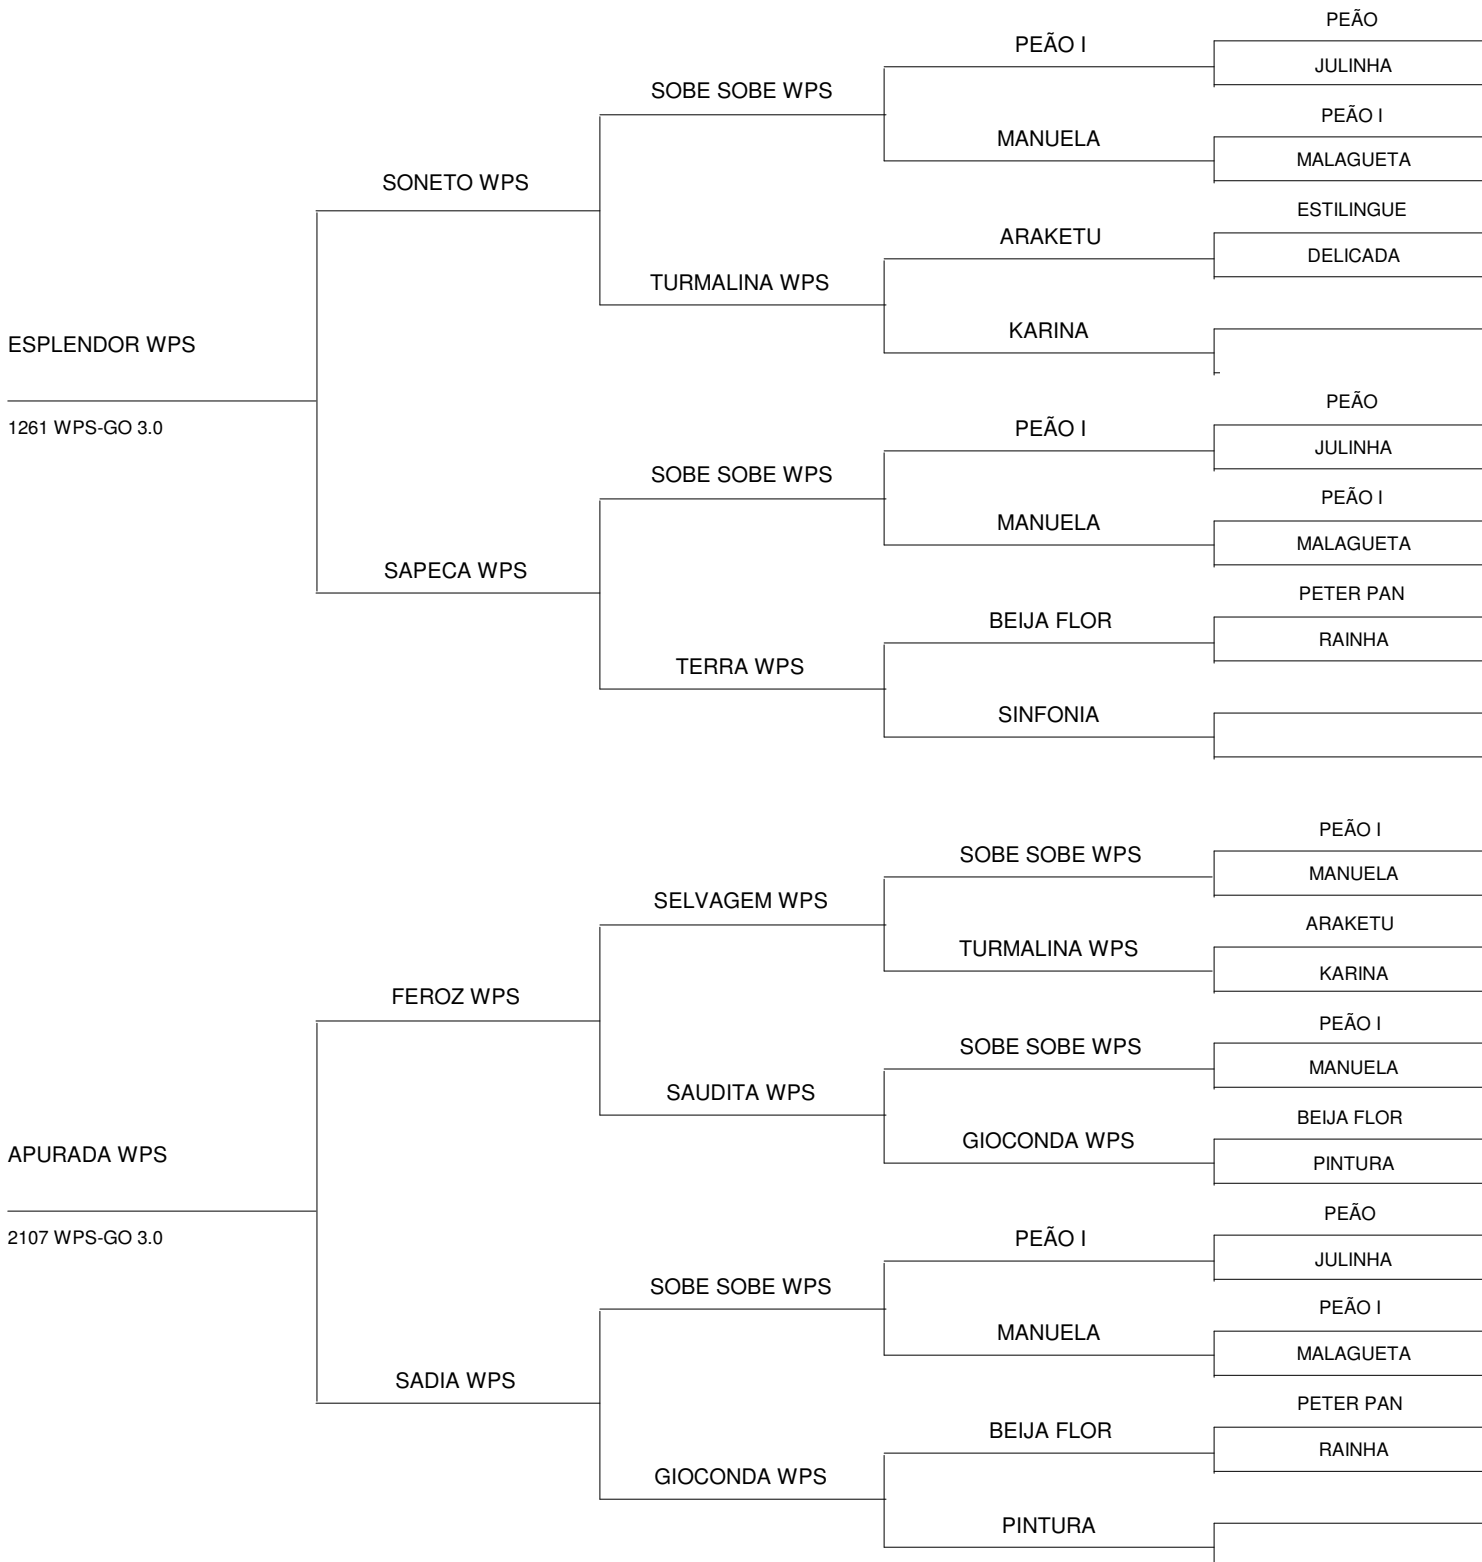 PEÃO
PEÃO I
JULINHA
SOBE SOBE WPS
PEÃO I
MANUELA
MALAGUETA
SONETO WPS
ESTILINGUE
ARAKETU
DELICADA
TURMALINA WPS
KARINA
ESPLENDOR WPS
PEÃO
1261 WPS-GO 3.0
PEÃO I
JULINHA
SOBE SOBE WPS
PEÃO I
MANUELA
MALAGUETA
SAPECA WPS
PETER PAN
BEIJA FLOR
RAINHA
TERRA WPS
SINFONIA
PEÃO I
SOBE SOBE WPS
MANUELA
SELVAGEM WPS
ARAKETU
TURMALINA WPS
KARINA
FEROZ WPS
PEÃO I
SOBE SOBE WPS
MANUELA
SAUDITA WPS
BEIJA FLOR
GIOCONDA WPS
PINTURA
APURADA WPS
PEÃO
2107 WPS-GO 3.0
PEÃO I
JULINHA
SOBE SOBE WPS
PEÃO I
MANUELA
MALAGUETA
SADIA WPS
PETER PAN
BEIJA FLOR
RAINHA
GIOCONDA WPS
PINTURA